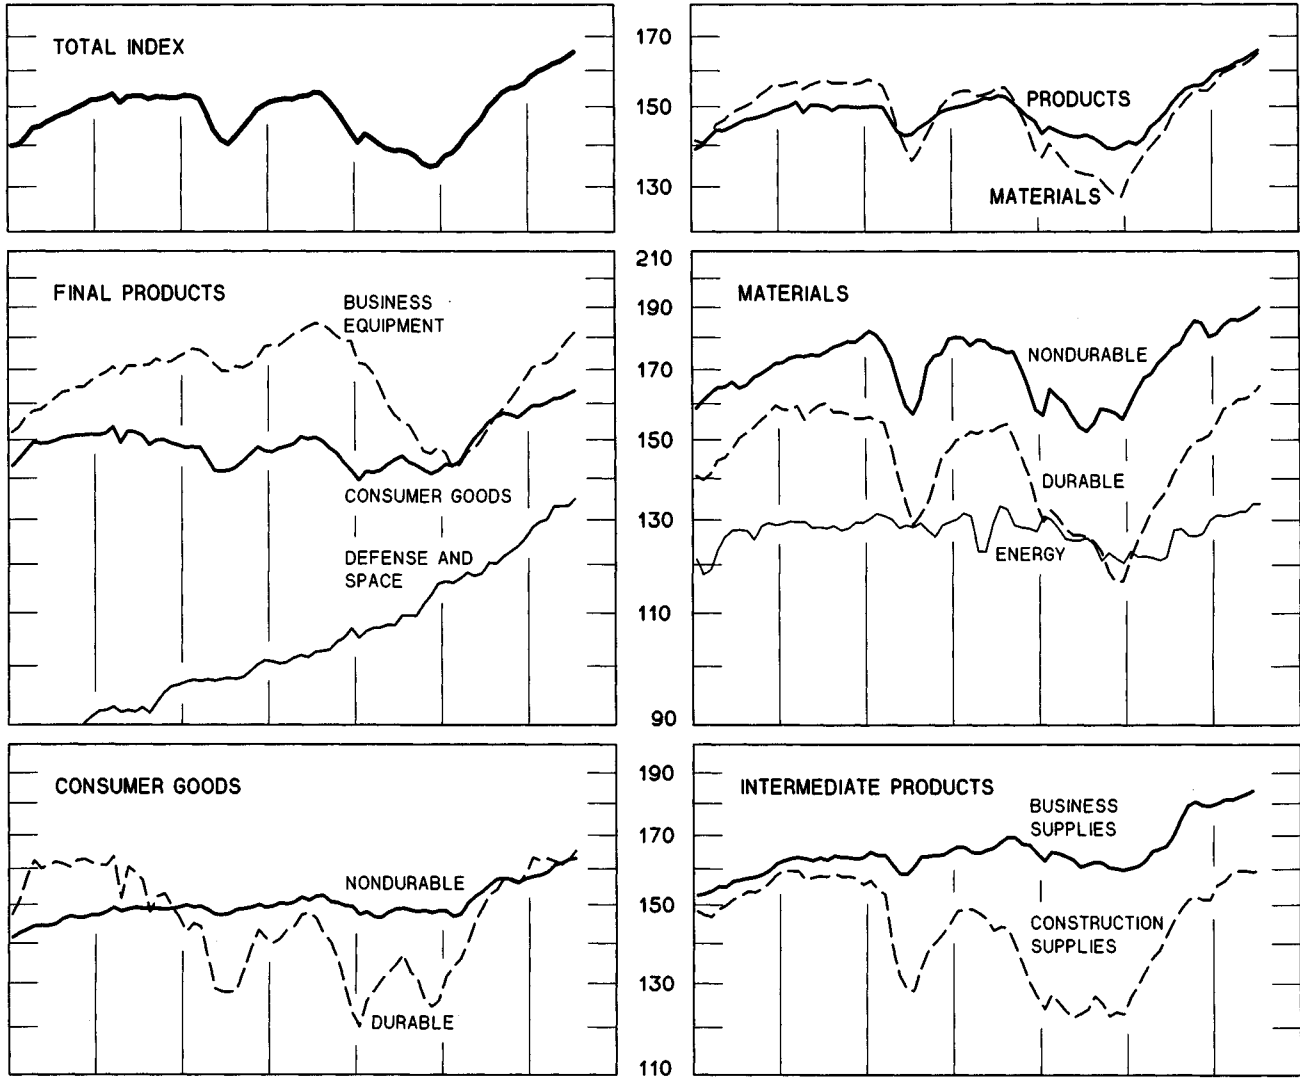 TOTAL INDEX
170
150
130
PRODUCTS
MATERIALS
FINAL PRODUCTS
BUSINESS
EQUIPMENT
CONSUMER GOODS
DEFENSE AND
SPACE
210
190
170
150
130
110
90
MATERIALS
NONDURABLE
DURABLE
ENERGY
CONSUMER GOODS
NONDURABLE
DURABLE
190
170
150
130
110
INTERMEDIATE PRODUCTS
BUSINESS
SUPPLIES
CONSTRUCTION
SUPPLIES